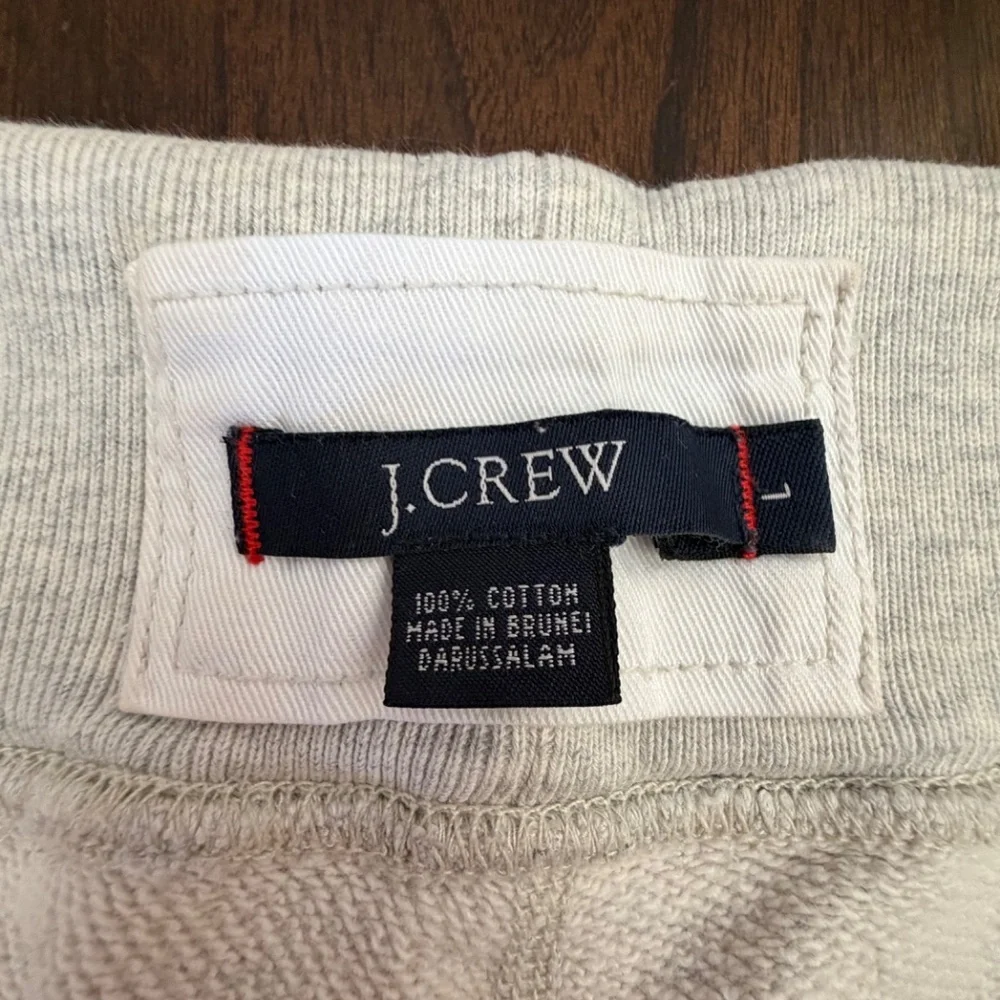 J.CREW
L
100% COTTON
MADE IN BRUNEI
DARUSSALAM